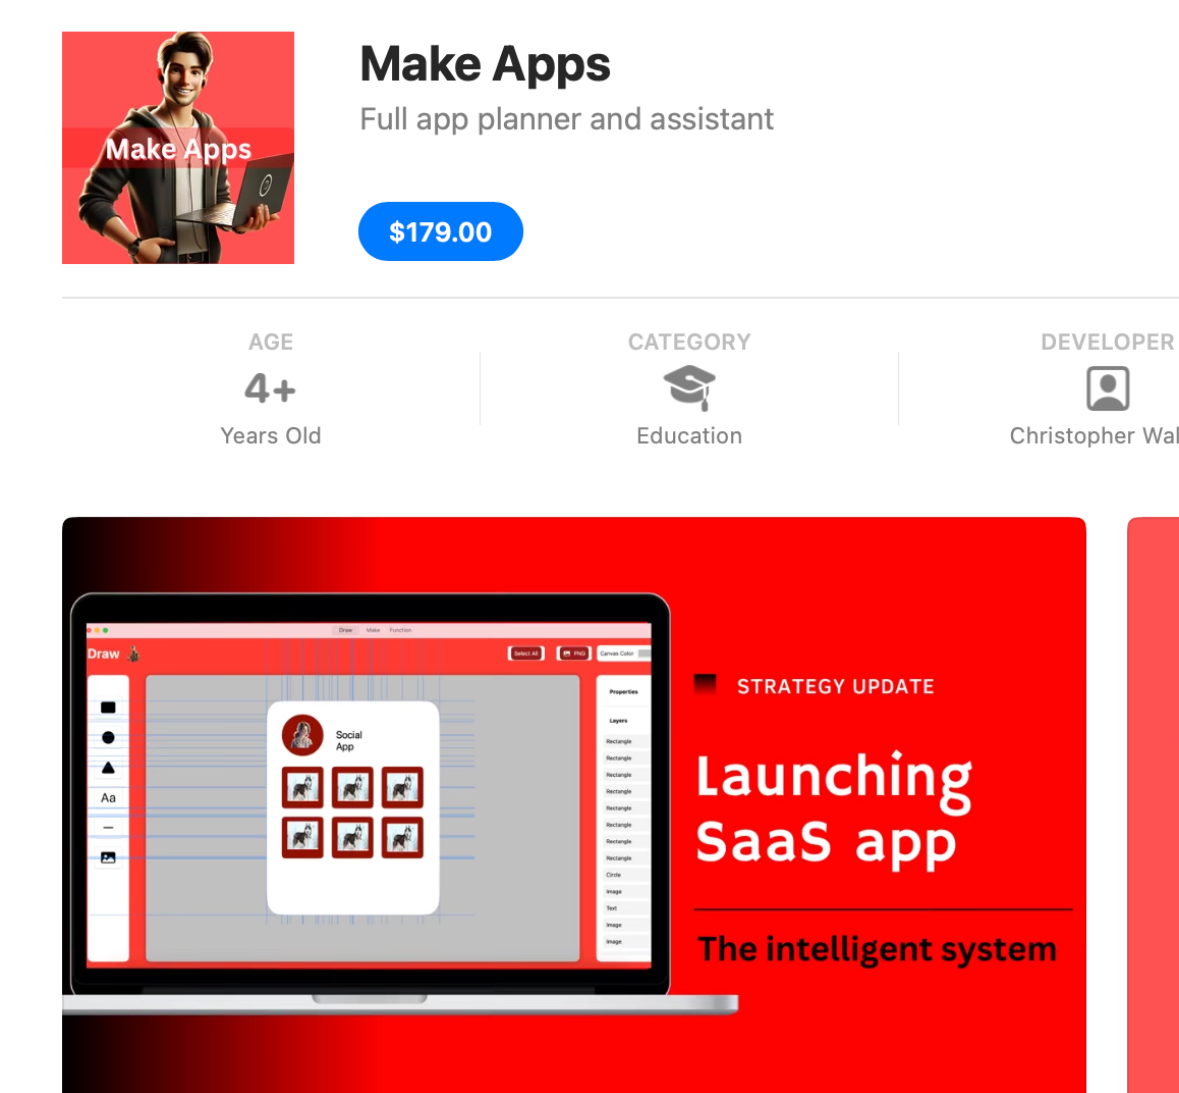 Make Apps
Make Apps
Full app planner and assistant
$179.00
AGE
4+
Years Old
CATEGORY
Education
DEVELOPER
Christopher Wal
Draw Make Function
Draw
Select All
PNG
Canvas Color
Aa
Social
App
Properties
Layers
Rectangle
Rectangle
Rectangle
Rectangle
Rectangle
Rectangle
Rectangle
Rectangle
Circle
Image
Text
Image
Image
STRATEGY UPDATE
Launching
SaaS app
The intelligent system